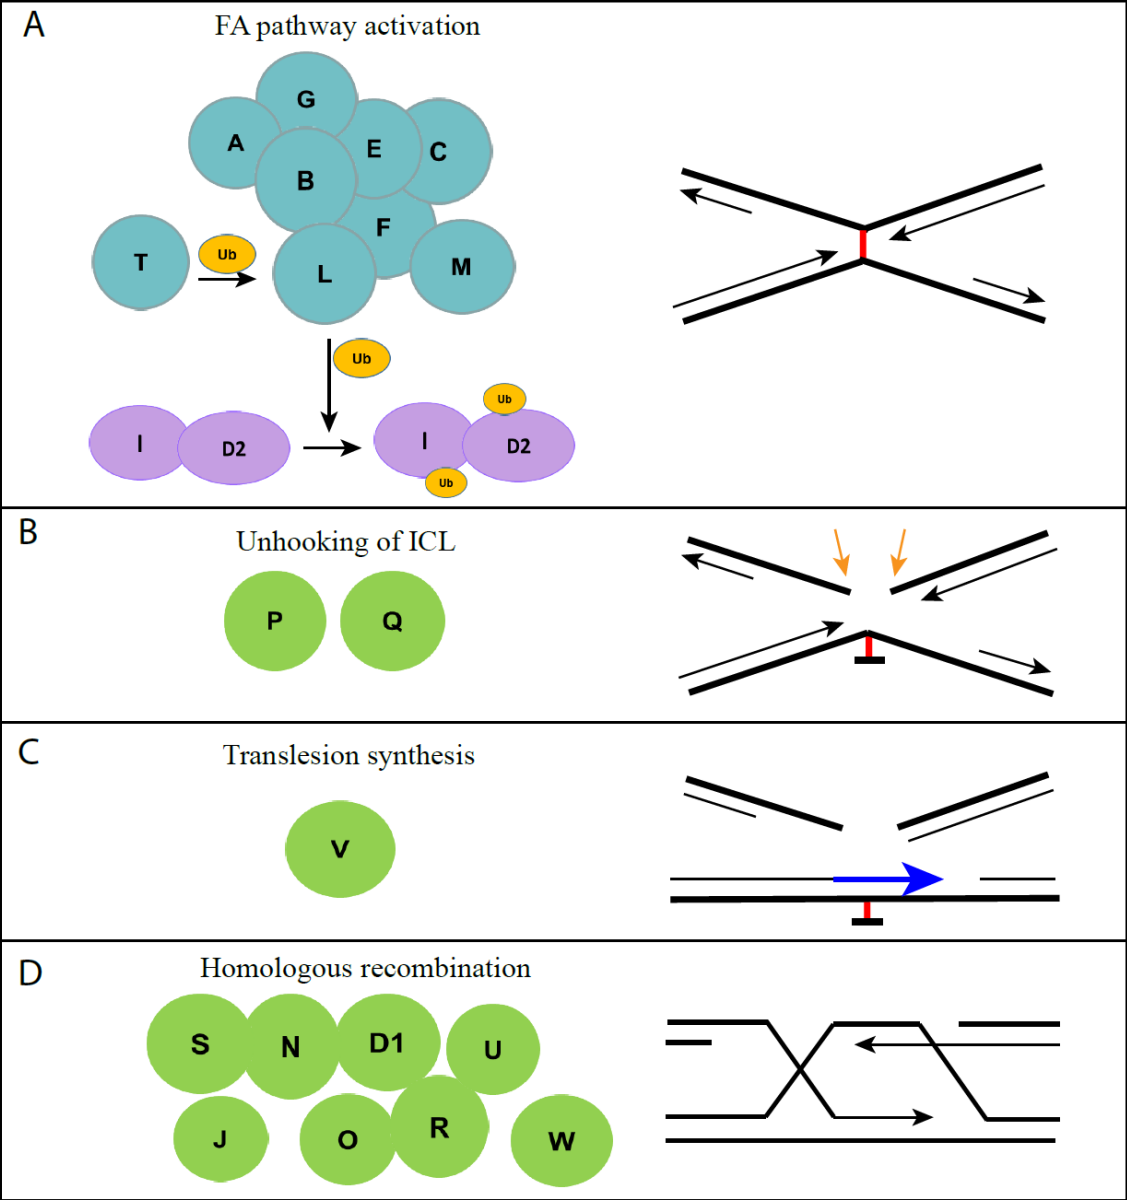 A
FA pathway activation
G
A
E
C
B
F
T
Ub
L
M
Ub
Ub
I
D2
I
D2
Ub
B
Unhooking of ICL
P
Q
C
Translesion synthesis
V
D
Homologous recombination
S
N
D1
U
J
O
R
W